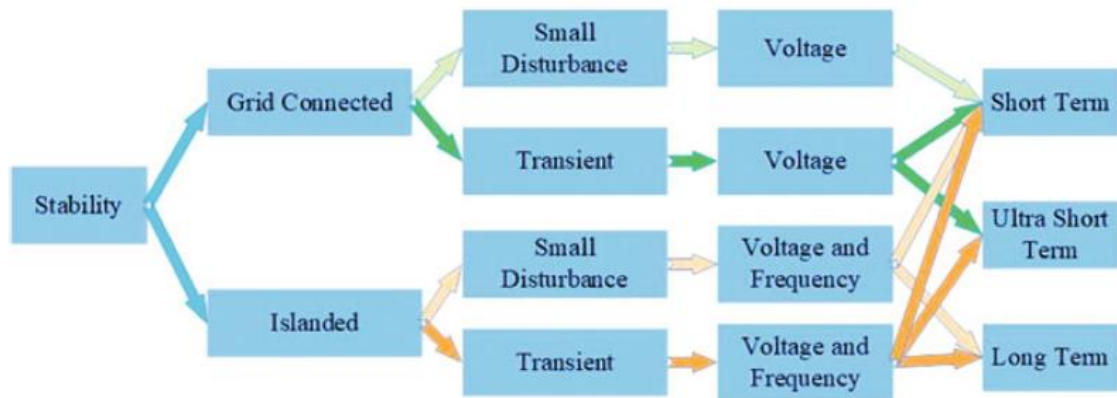 Stability
Grid Connected
Islanded
Small
Disturbance
Transient
Small
Disturbance
Transient
Voltage
Voltage
Voltage and
Frequency
Voltage and
Frequency
Short Term
Ultra Short
Term
Long Term